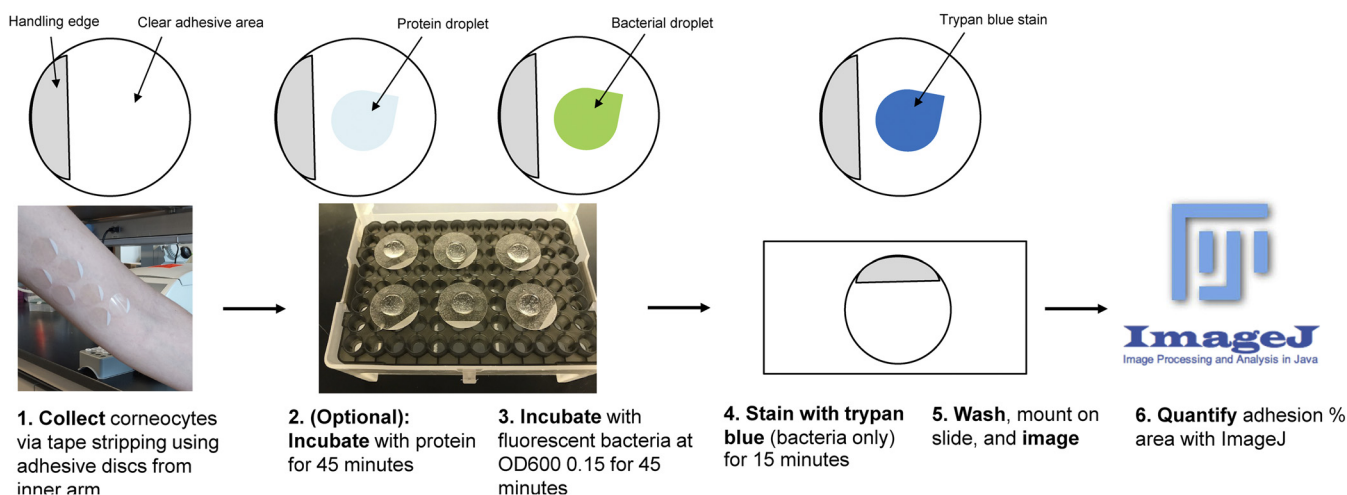 Handling edge
Clear adhesive area
Protein droplet
Bacterial droplet
Trypan blue stain
ImageJ
Image Processing and Analysis in Java
1. Collect corneocytes
via tape stripping using
adhesive discs from
inner arm
2. (Optional):
Incubate with protein
for 45 minutes
3. Incubate with
fluorescent bacteria at
OD600 0.15 for 45
minutes
4. Stain with trypan
blue (bacteria only)
for 15 minutes
5. Wash, mount on
slide, and image
6. Quantify adhesion %
area with ImageJ